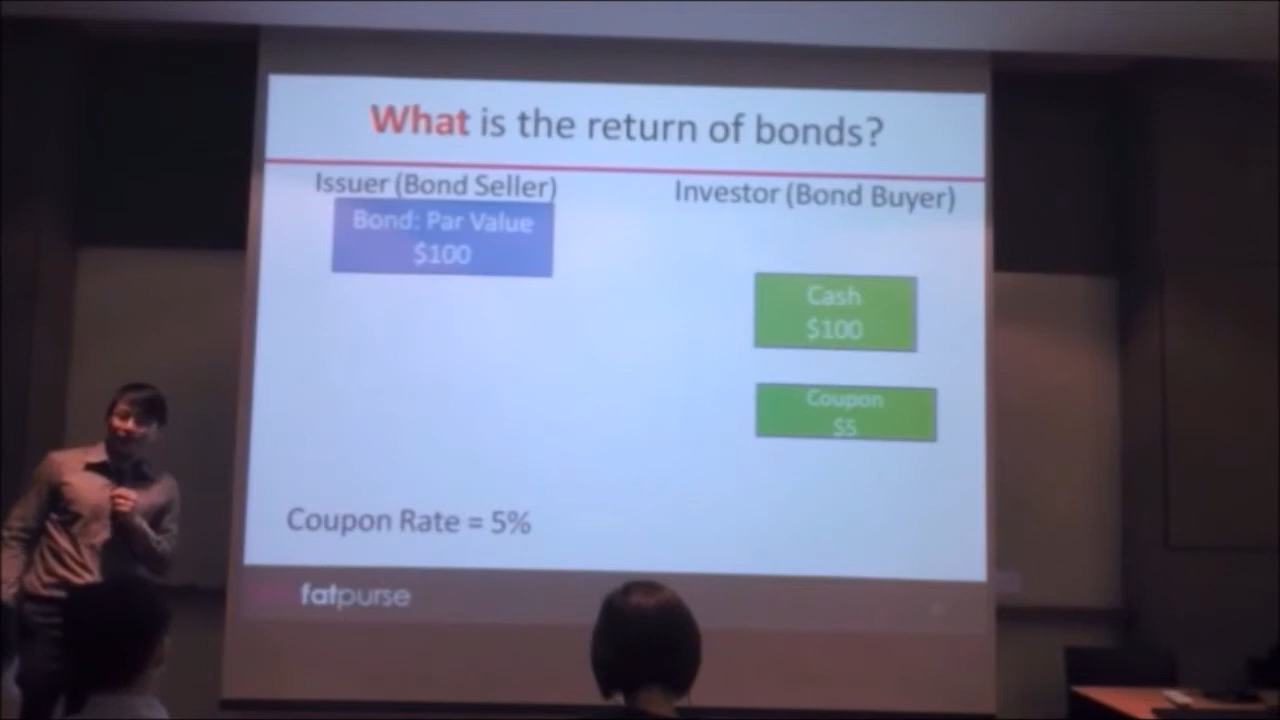 What is the return of bonds?
Issuer (Bond Seller)
Investor (Bond Buyer)
Bond: Par Value
$100
Cash
$100
Coupon
$5
Coupon Rate = 5%
fatpurse